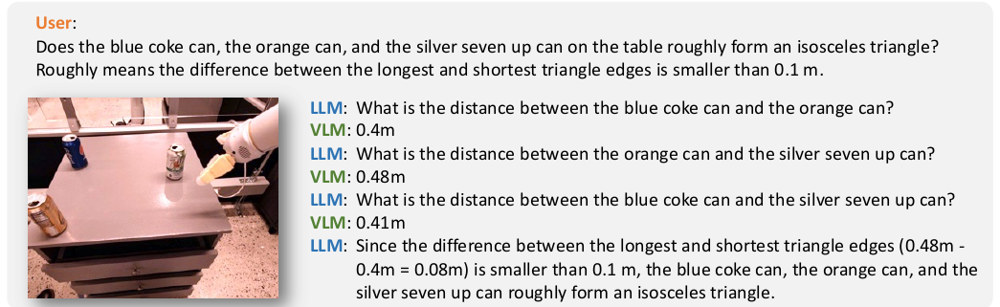 User:
Does the blue coke can, the orange can, and the silver seven up can on the table roughly form an isosceles triangle?
Roughly means the difference between the longest and shortest triangle edges is smaller than 0.1 m.
LLM: What is the distance between the blue coke can and the orange can?
VLM: 0.4m
LLM: What is the distance between the orange can and the silver seven up can?
VLM: 0.48m
LLM: What is the distance between the blue coke can and the silver seven up can?
VLM: 0.41m
LLM: Since the difference between the longest and shortest triangle edges (0.48m -
0.4m = 0.08m) is smaller than 0.1 m, the blue coke can, the orange can, and the
silver seven up can roughly form an isosceles triangle.